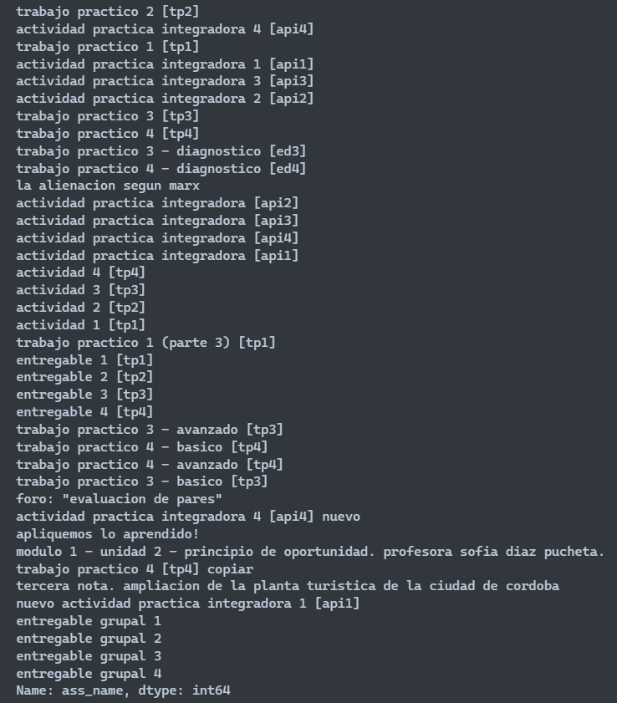 trabajo practico 2 [tp2]
actividad practica integradora 4 [api4]
trabajo practico 1 [tp1]
actividad practica integradora 1 [api1]
actividad practica integradora 3 [api3]
actividad practica integradora 2 [api2]
trabajo practico 3 [tp3]
trabajo practico 4 [tp4]
trabajo practico 3 - diagnostico [ed3]
trabajo practico 4 - diagnostico [ed4]
la alienacion segun marx
actividad practica integradora [api2]
actividad practica integradora [api3]
actividad practica integradora [api4]
actividad practica integradora [api1]
actividad 4 [tp4]
actividad 3 [tp3]
actividad 2 [tp2]
actividad 1 [tp1]
trabajo practico 1 (parte 3) [tp1]
entregable 1 [tp1]
entregable 2 [tp2]
entregable 3 [tp3]
entregable 4 [tp4]
trabajo practico 3 - avanzado [tp3]
trabajo practico 4 - basico [tp4]
trabajo practico 4 - avanzado [tp4]
trabajo practico 3 - basico [tp3]
foro: "evaluacion de pares"
actividad practica integradora 4 [api4] nuevo
apliquemos lo aprendido!
modulo 1 - unidad 2 - principio de oportunidad. profesora sofia diaz pucheta.
trabajo practico 4 [tp4] copiar
tercera nota. ampliacion de la planta turistica de la ciudad de cordoba
nuevo actividad practica integradora 1 [api1]
entregable grupal 1
entregable grupal 2
entregable grupal 3
entregable grupal 4
Name: ass_name, dtype: int64